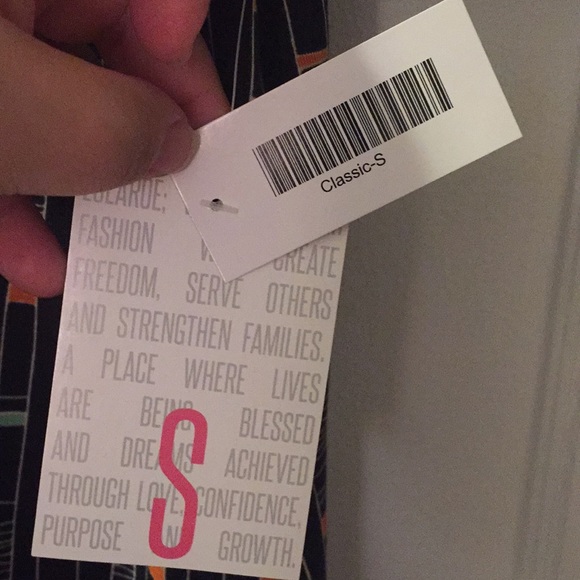 Classic-S
FASHION CREATE
FREEDOM, SERVE OTHERS
AND STRENGTHEN FAMILIES.
A PLACE WHERE LIVES
ARE BEING BLESSED
AND DREAMS ACHIEVED
THROUGH LOVE, CONFIDENCE,
PURPOSE GROWTH.
S